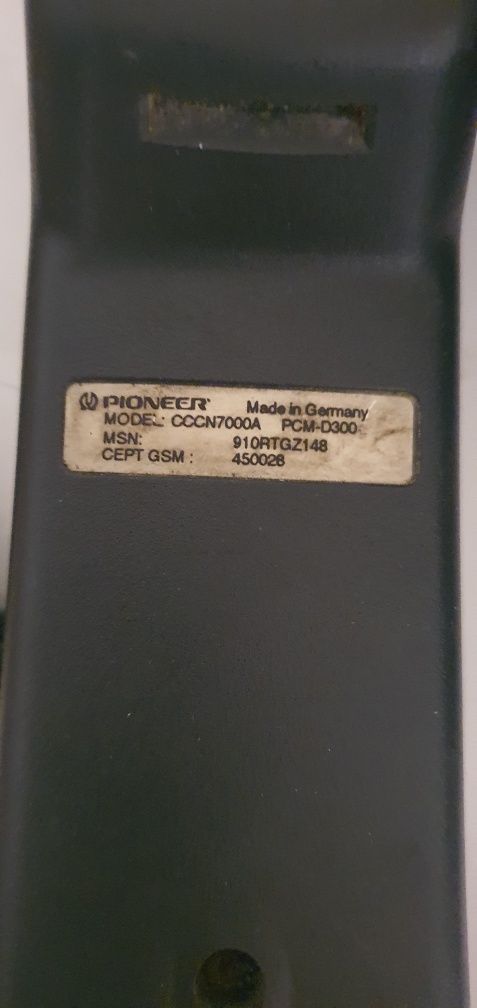 PIONEER Made in Germany
MODEL: CCCN7000A PCM-D300
MSN: 910RTGZ148
CEPT GSM : 450028